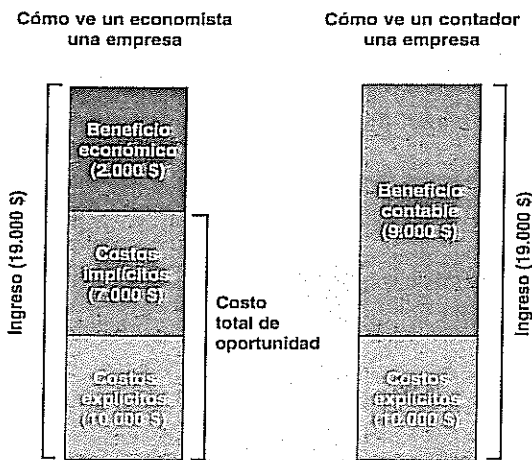 Cómo ve un economista
una empresa
Ingreso (19.000 $)
Beneficio
económico
(2.000 $)
Costos
implícitos
(7.000 $)
Costos
explícitos
(10.000 $)
Costo
total de
oportunidad
Cómo ve un contador
una empresa
Beneficio
contable
(9.000 $)
Costos
explícitos
(10.000 $)
Ingreso (19.000 $)